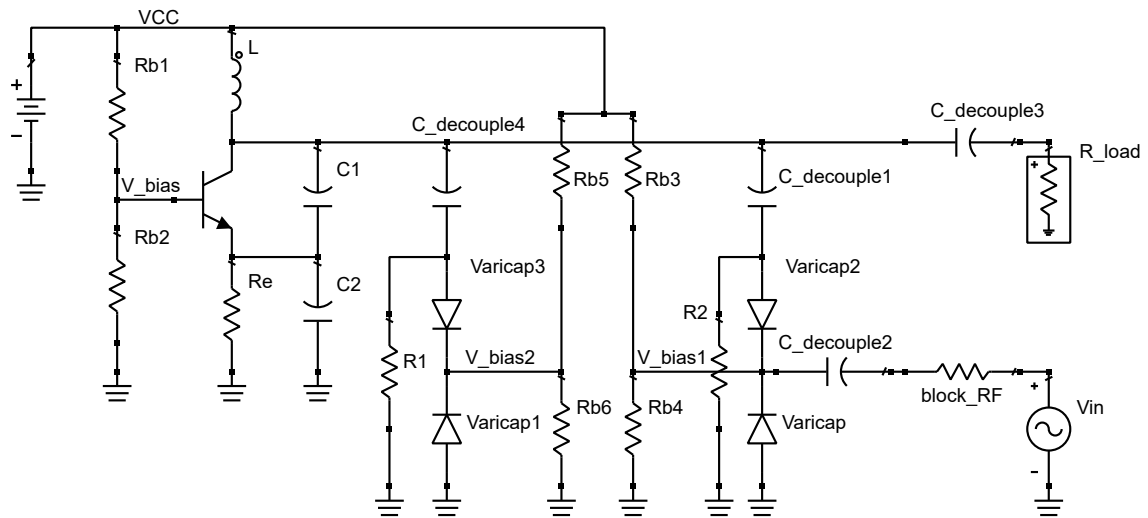 VCC
L
Rb1
C_decouple4
C_decouple3
R_load
+
+
−
V_bias
C1
Rb5
Rb3
C_decouple1
Rb2
Re
C2
Varicap3
Varicap2
R1
R2
V_bias2
V_bias1
C_decouple2
block_RF
+
Vin
Varicap1
Rb6
Rb4
Varicap
−